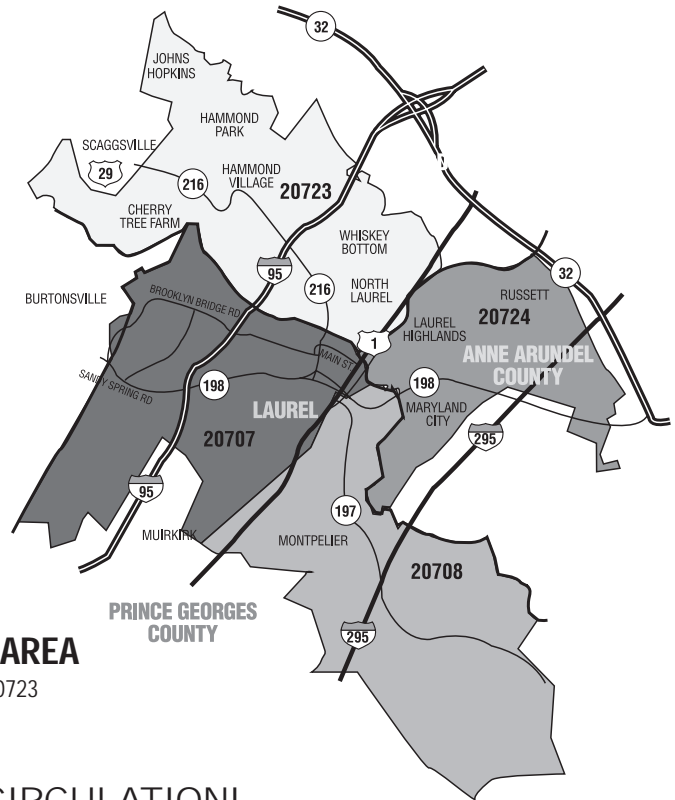 32
JOHNS
HOPKINS
HAMMOND
PARK
SCAGGSVILLE
29
216
HAMMOND
VILLAGE
20723
CHERRY
TREE FARM
WHISKEY
BOTTOM
95
32
BURTONSVILLE
BROOKLYN BRIDGE RD
216
NORTH
LAUREL
RUSSETT
20724
LAUREL
HIGHLANDS
1
MAIN ST
ANNE ARUNDEL
COUNTY
SANDY SPRING RD
198
198
LAUREL
MARYLAND
CITY
20707
295
95
197
MUIRKIRK
MONTPELIER
20708
PRINCE GEORGES
COUNTY
295
AREA
0723